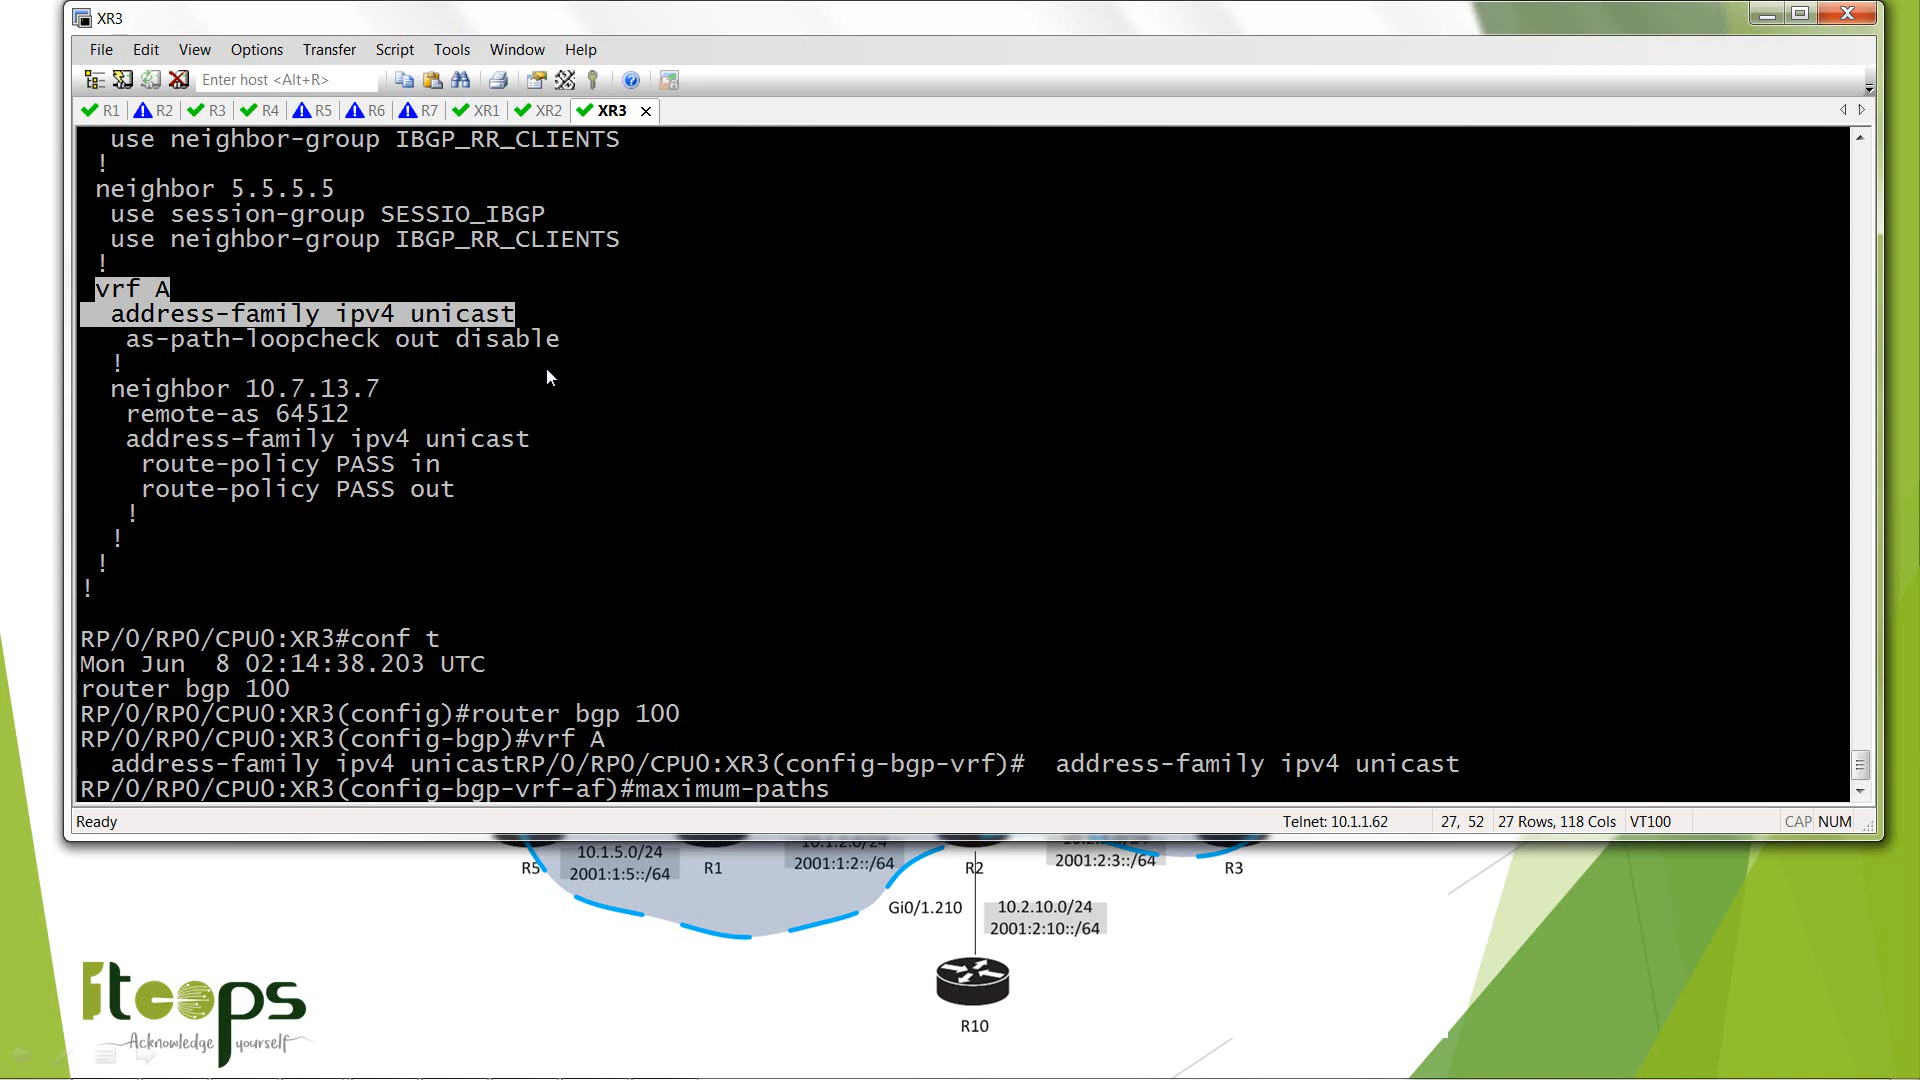 XR3
File Edit View Options Transfer Script Tools Window Help
Enter host <Alt+R>
R1 R2 R3 R4 R5 R6 R7 XR1 XR2 XR3
use neighbor-group IBGP_RR_CLIENTS
!
neighbor 5.5.5.5
use session-group SESSIO_IBGP
use neighbor-group IBGP_RR_CLIENTS
!
vrf A
address-family ipv4 unicast
as-path-loopcheck out disable
!
neighbor 10.7.13.7
remote-as 64512
address-family ipv4 unicast
route-policy PASS in
route-policy PASS out
!
!
!
!
RP/0/RP0/CPU0:XR3#conf t
Mon Jun  8 02:14:38.203 UTC
router bgp 100
RP/0/RP0/CPU0:XR3(config)#router bgp 100
RP/0/RP0/CPU0:XR3(config-bgp)#vrf A
address-family ipv4 unicastRP/0/RP0/CPU0:XR3(config-bgp-vrf)#  address-family ipv4 unicast
RP/0/RP0/CPU0:XR3(config-bgp-vrf-af)#maximum-paths
Ready Telnet: 10.1.1.62 27, 52 27 Rows, 118 Cols VT100 CAP NUM
10.1.5.0/24 10.1.2.0/24
2001:1:5::/64 2001:1:2::/64 2001:2:3::/64
R5 R1 R2 R3
Gi0/1.210 10.2.10.0/24
2001:2:10::/64
R10
itcops
Acknowledge yourself